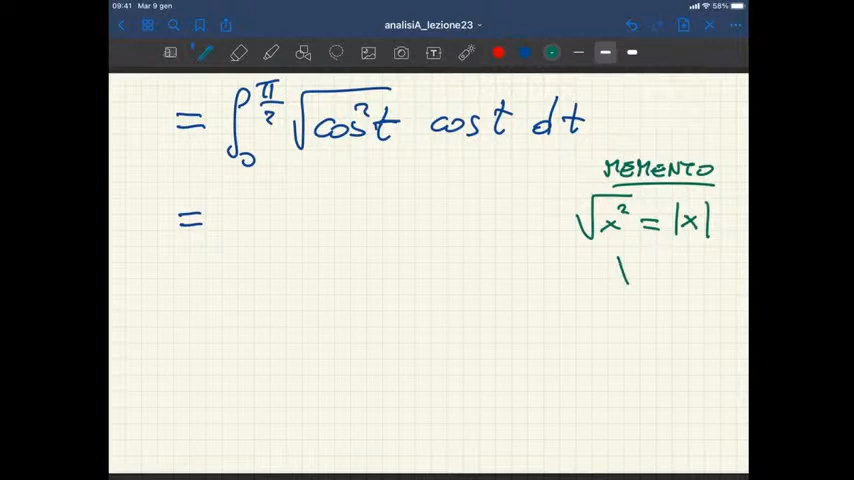 09:41 Mar 9 gen
58%
analisiA_lezione23
= ∫₀^{π/2} √(cos²t) cos t dt
MEMENTO
= √(x²) = |x|
\